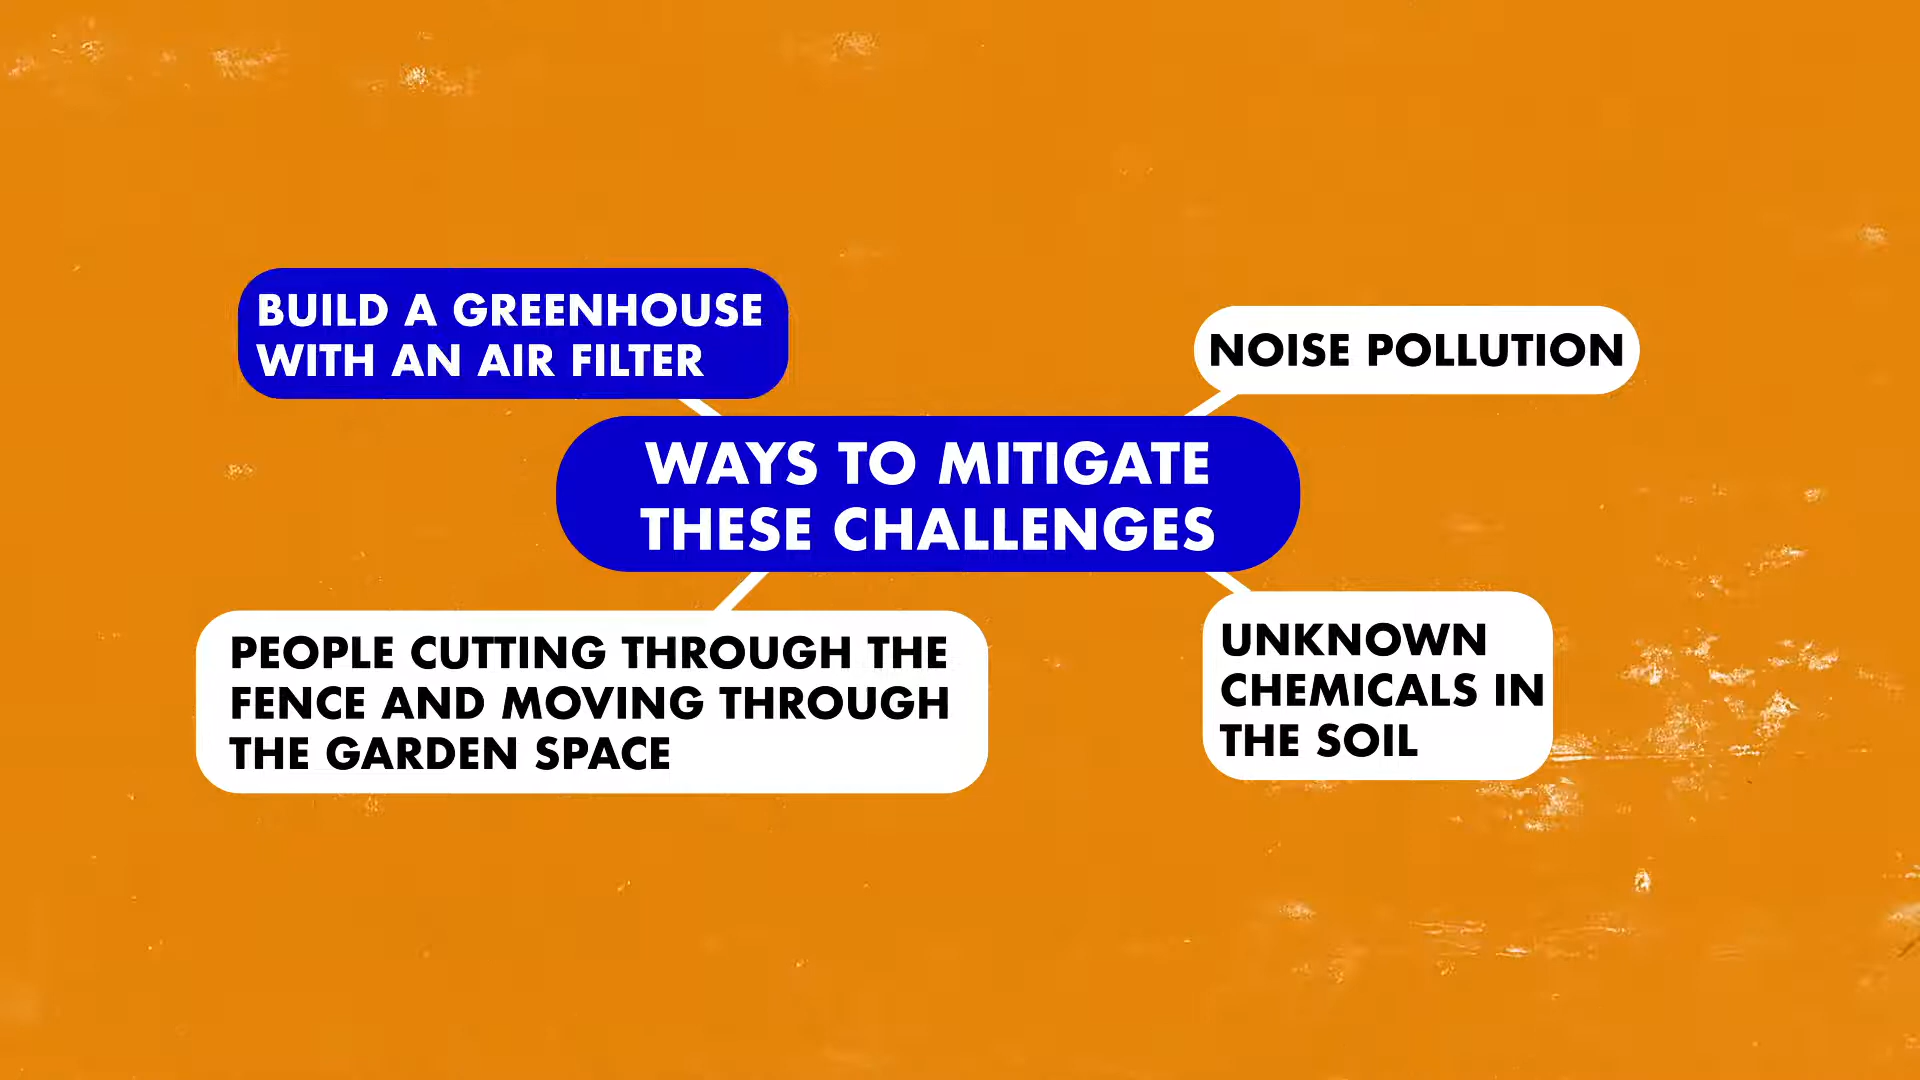 BUILD A GREENHOUSE
WITH AN AIR FILTER
NOISE POLLUTION
WAYS TO MITIGATE
THESE CHALLENGES
PEOPLE CUTTING THROUGH THE
FENCE AND MOVING THROUGH
THE GARDEN SPACE
UNKNOWN
CHEMICALS IN
THE SOIL